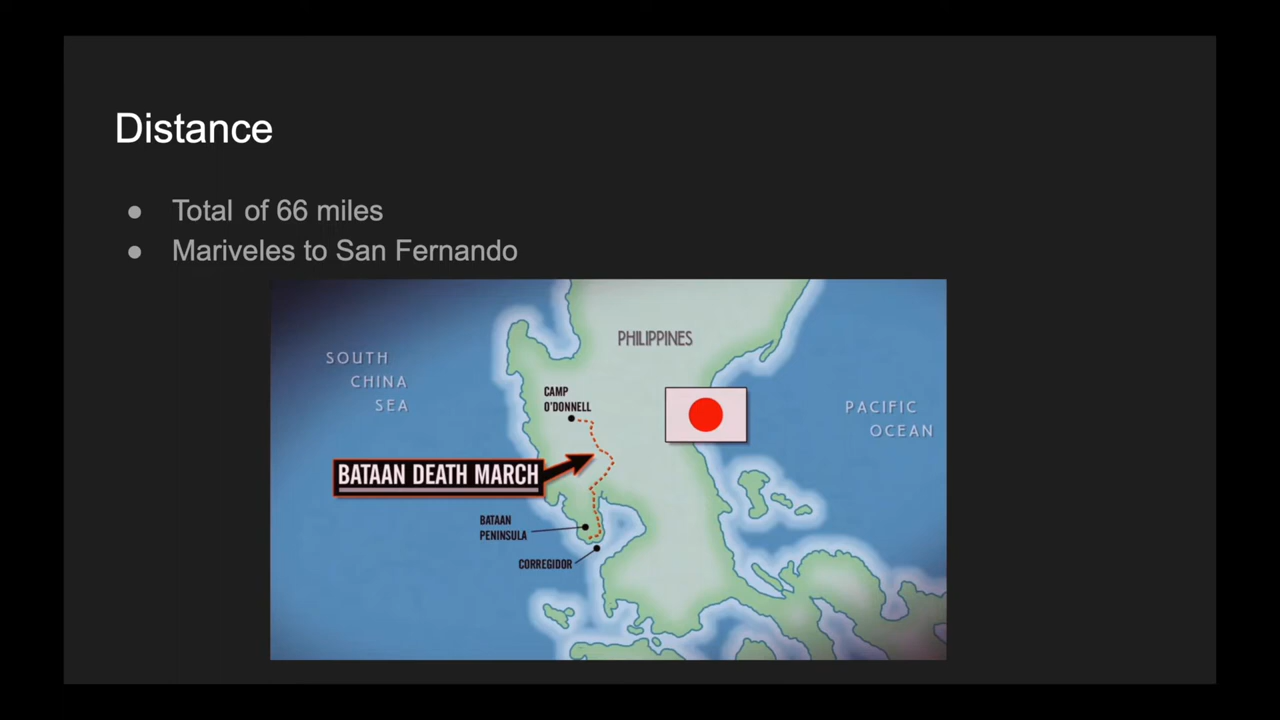 Distance
● Total of 66 miles
● Mariveles to San Fernando
PHILIPPINES
SOUTH
CHINA
SEA
CAMP
O'DONNELL
PACIFIC
OCEAN
BATAAN DEATH MARCH
BATAAN
PENINSULA
CORREGIDOR